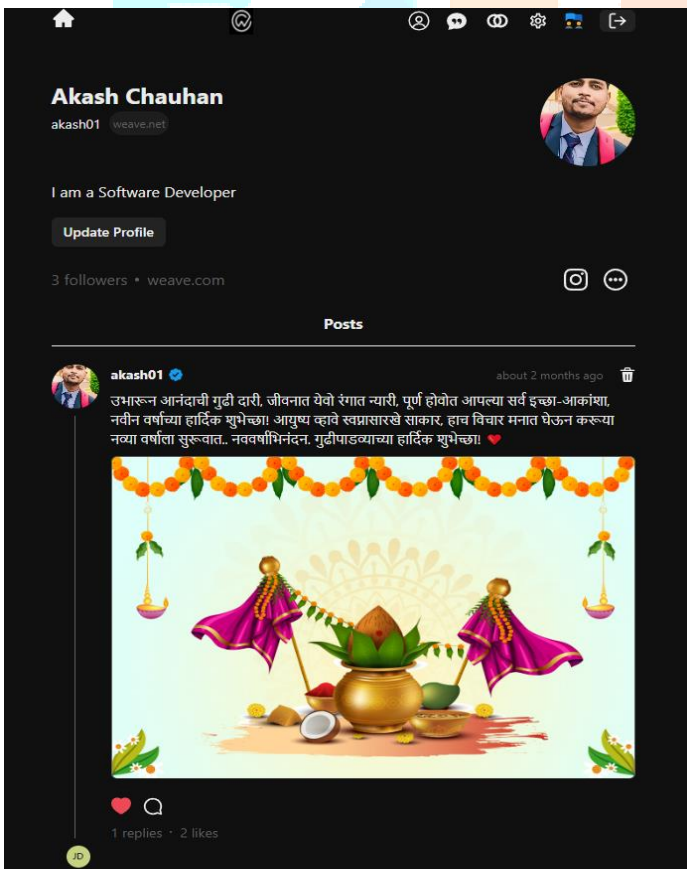 Akash Chauhan
akash01 weave.net
I am a Software Developer
Update Profile
3 followers • weave.com
Posts
akash01 about 2 months ago
उभारून आनंदाची गुढी दारी, जीवनात येवो रंगात न्यारी, पूर्ण होवोत आपल्या सर्व इच्छा-आकांशा,
नवीन वर्षाच्या हार्दिक शुभेच्छा! आयुष्य व्हावे स्वप्नासारखे साकार, हाच विचार मनात घेऊन करूया
नव्या वर्षाला सुरूवात.. नववर्षाभिनंदन. गुढीपाडव्याच्या हार्दिक शुभेच्छा! ❤
1 replies · 2 likes
JD